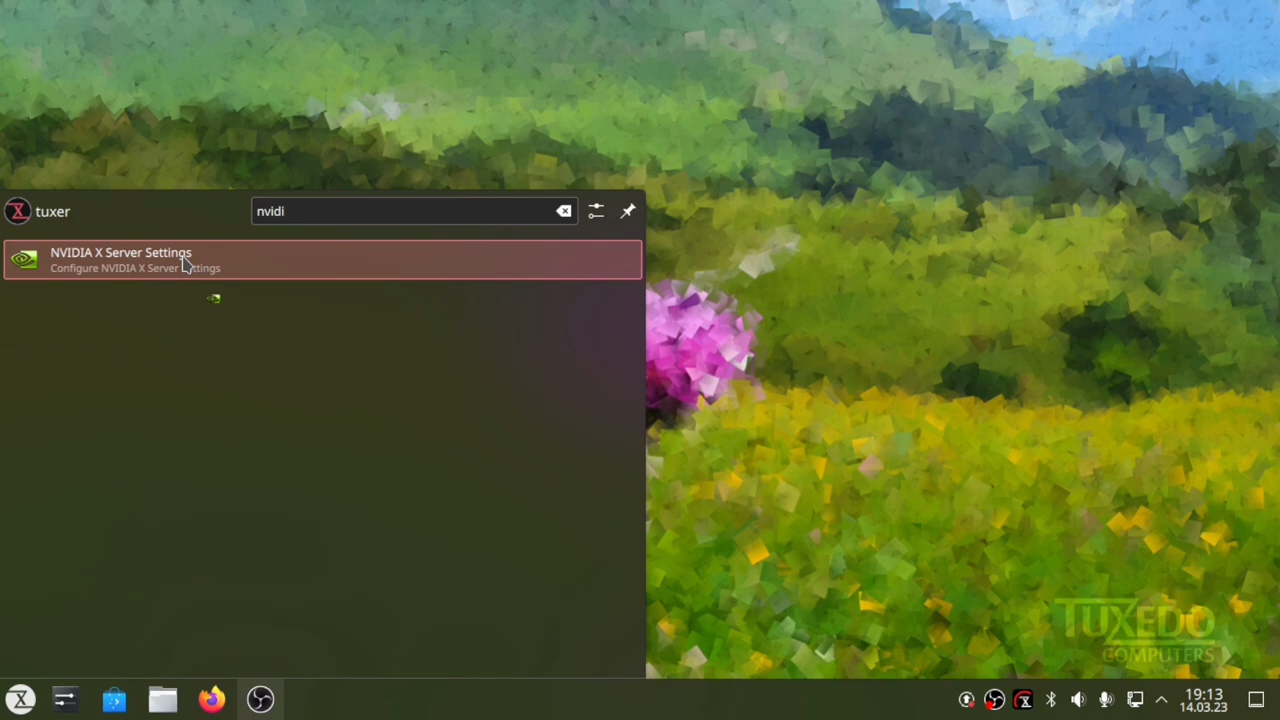 tuxer
nvidi
NVIDIA X Server Settings
Configure NVIDIA X Server Settings
TUXEDO
COMPUTERS
19:13
14.03.23